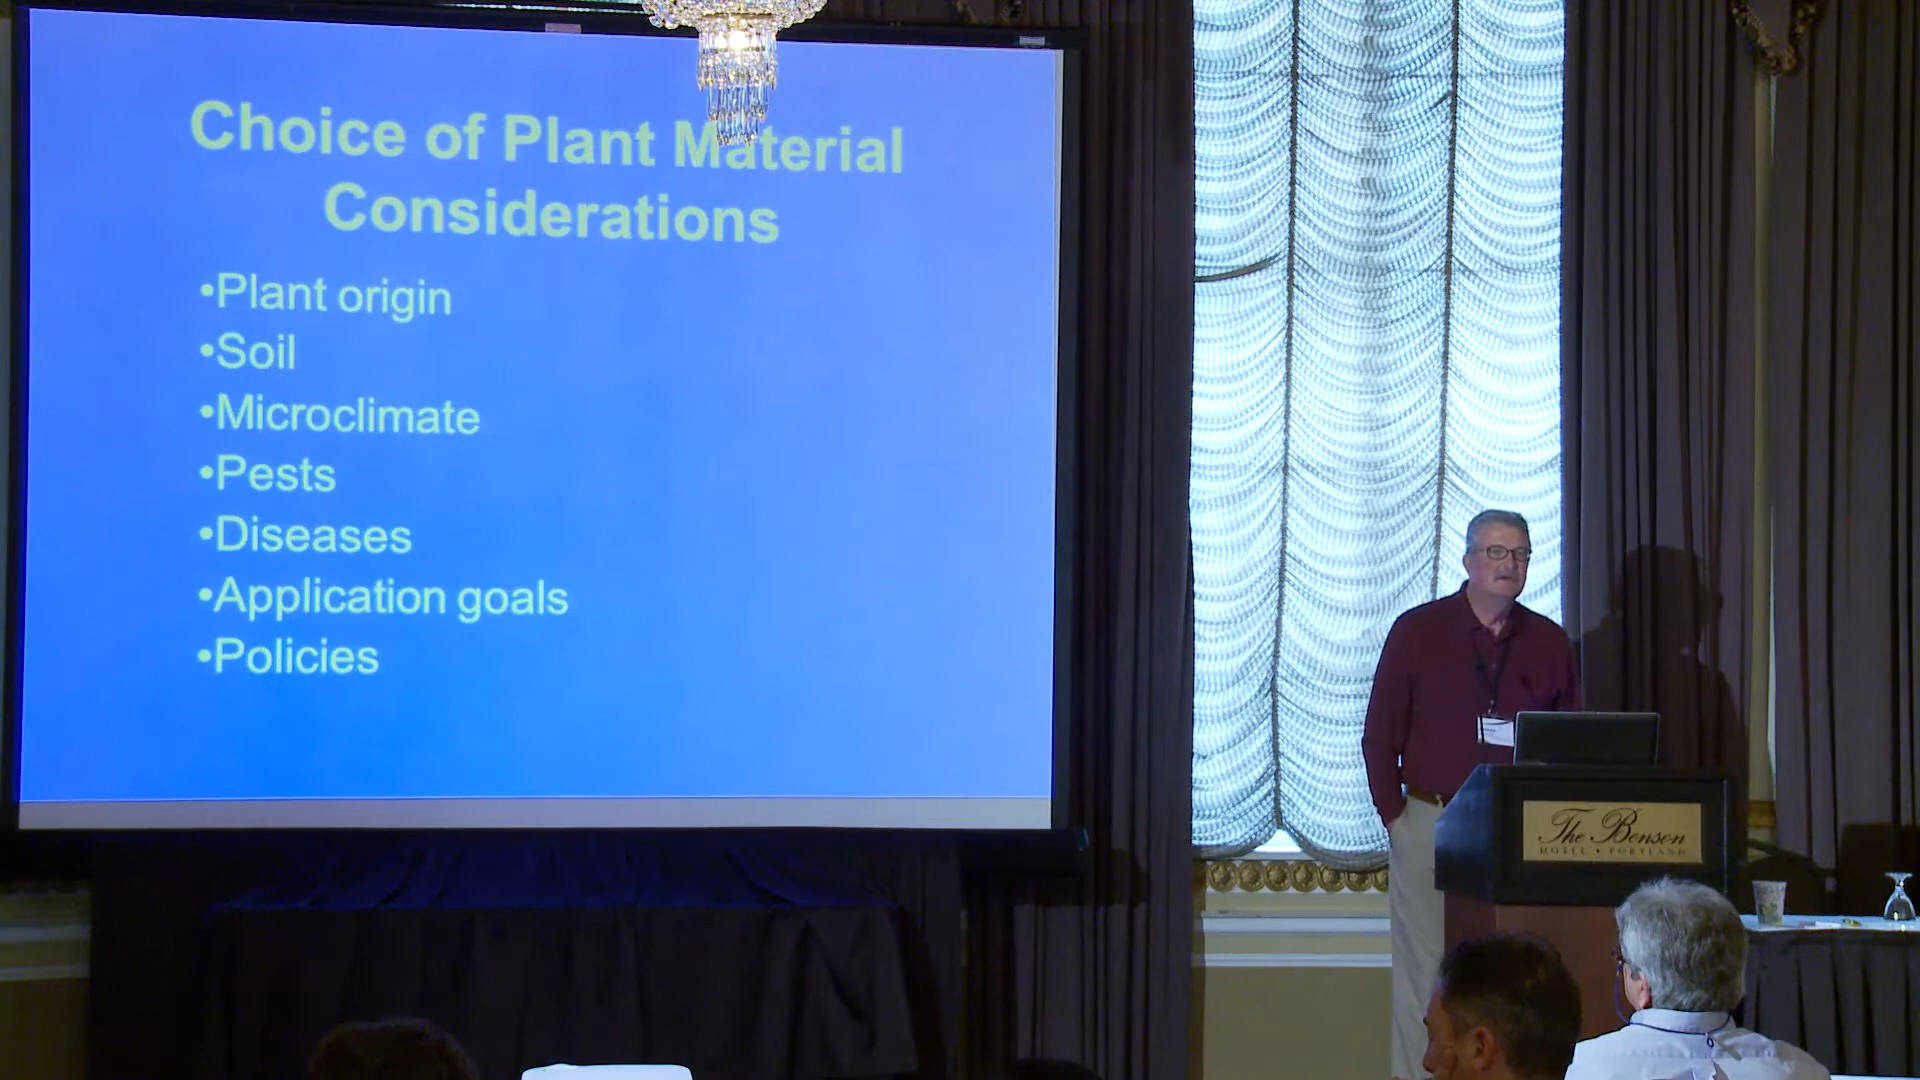 Choice of Plant Material
Considerations
•Plant origin
•Soil
•Microclimate
•Pests
•Diseases
•Application goals
•Policies
The Benson
HOTEL • PORTLAND